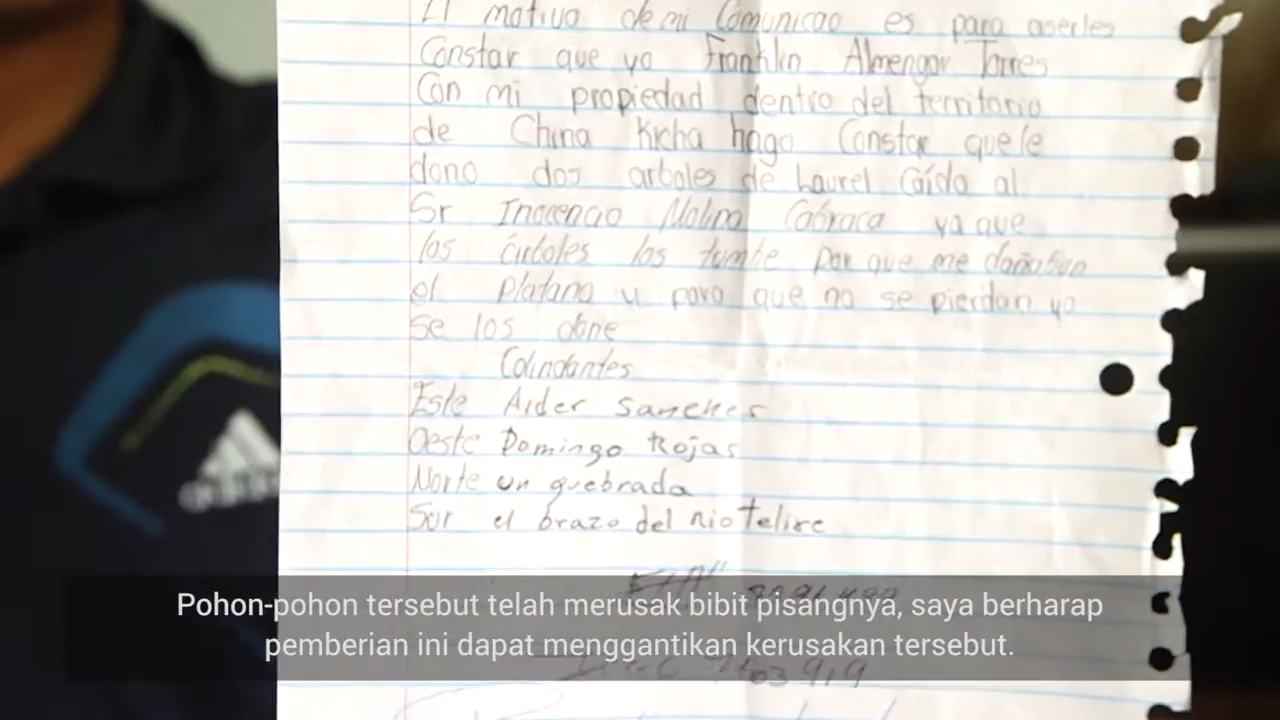 El motivo de mi Comunicao es para aserles
Constar que yo Franklin Almengor Torres
Con mi propiedad dentro del territorio
de China Kicha hago Constar que le
dono dos arboles de Laurel Caído al
Sr Inocencio Molina Cabraca ya que
los árboles los tumbe por que me dañaban
el platano y para que no se pierdan yo
se los done
Colindantes
Este Aider Sanches
Oeste Domingo Rojas
Norte un quebrada
Sur el brazo del rio Telire
adidas
Pohon-pohon tersebut telah merusak bibit pisangnya, saya berharap
pemberian ini dapat menggantikan kerusakan tersebut.